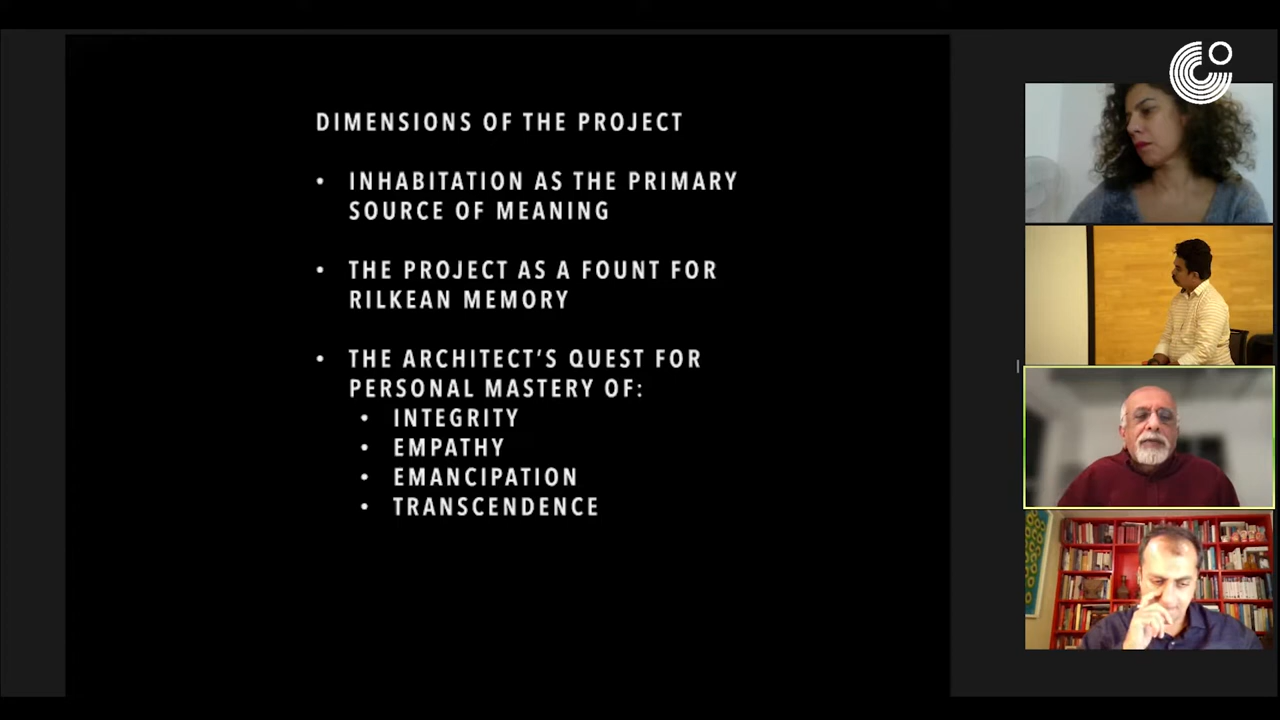 DIMENSIONS OF THE PROJECT
• INHABITATION AS THE PRIMARY
SOURCE OF MEANING
• THE PROJECT AS A FOUNT FOR
RILKEAN MEMORY
• THE ARCHITECT'S QUEST FOR
PERSONAL MASTERY OF:
• INTEGRITY
• EMPATHY
• EMANCIPATION
• TRANSCENDENCE